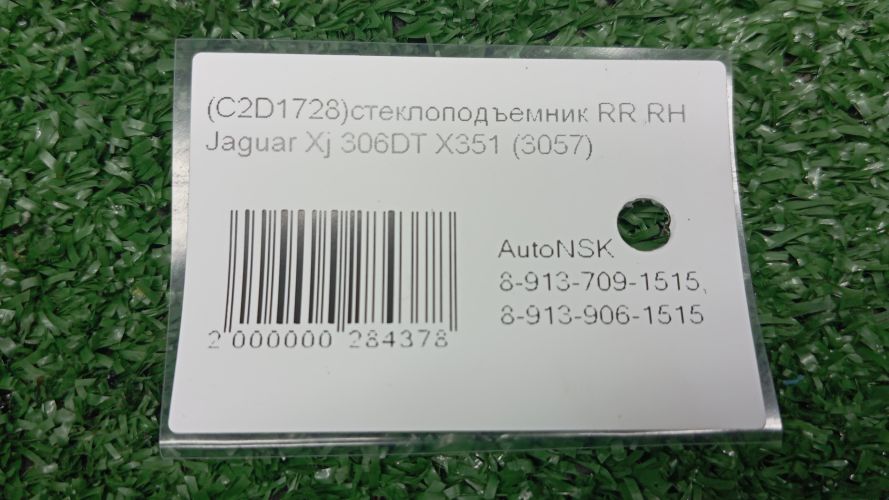 (C2D1728)стеклоподъемник RR RH
Jaguar Xj 306DT X351 (3057)
AutoNSK
8-913-709-1515,
8-913-906-1515
2 000000 284378